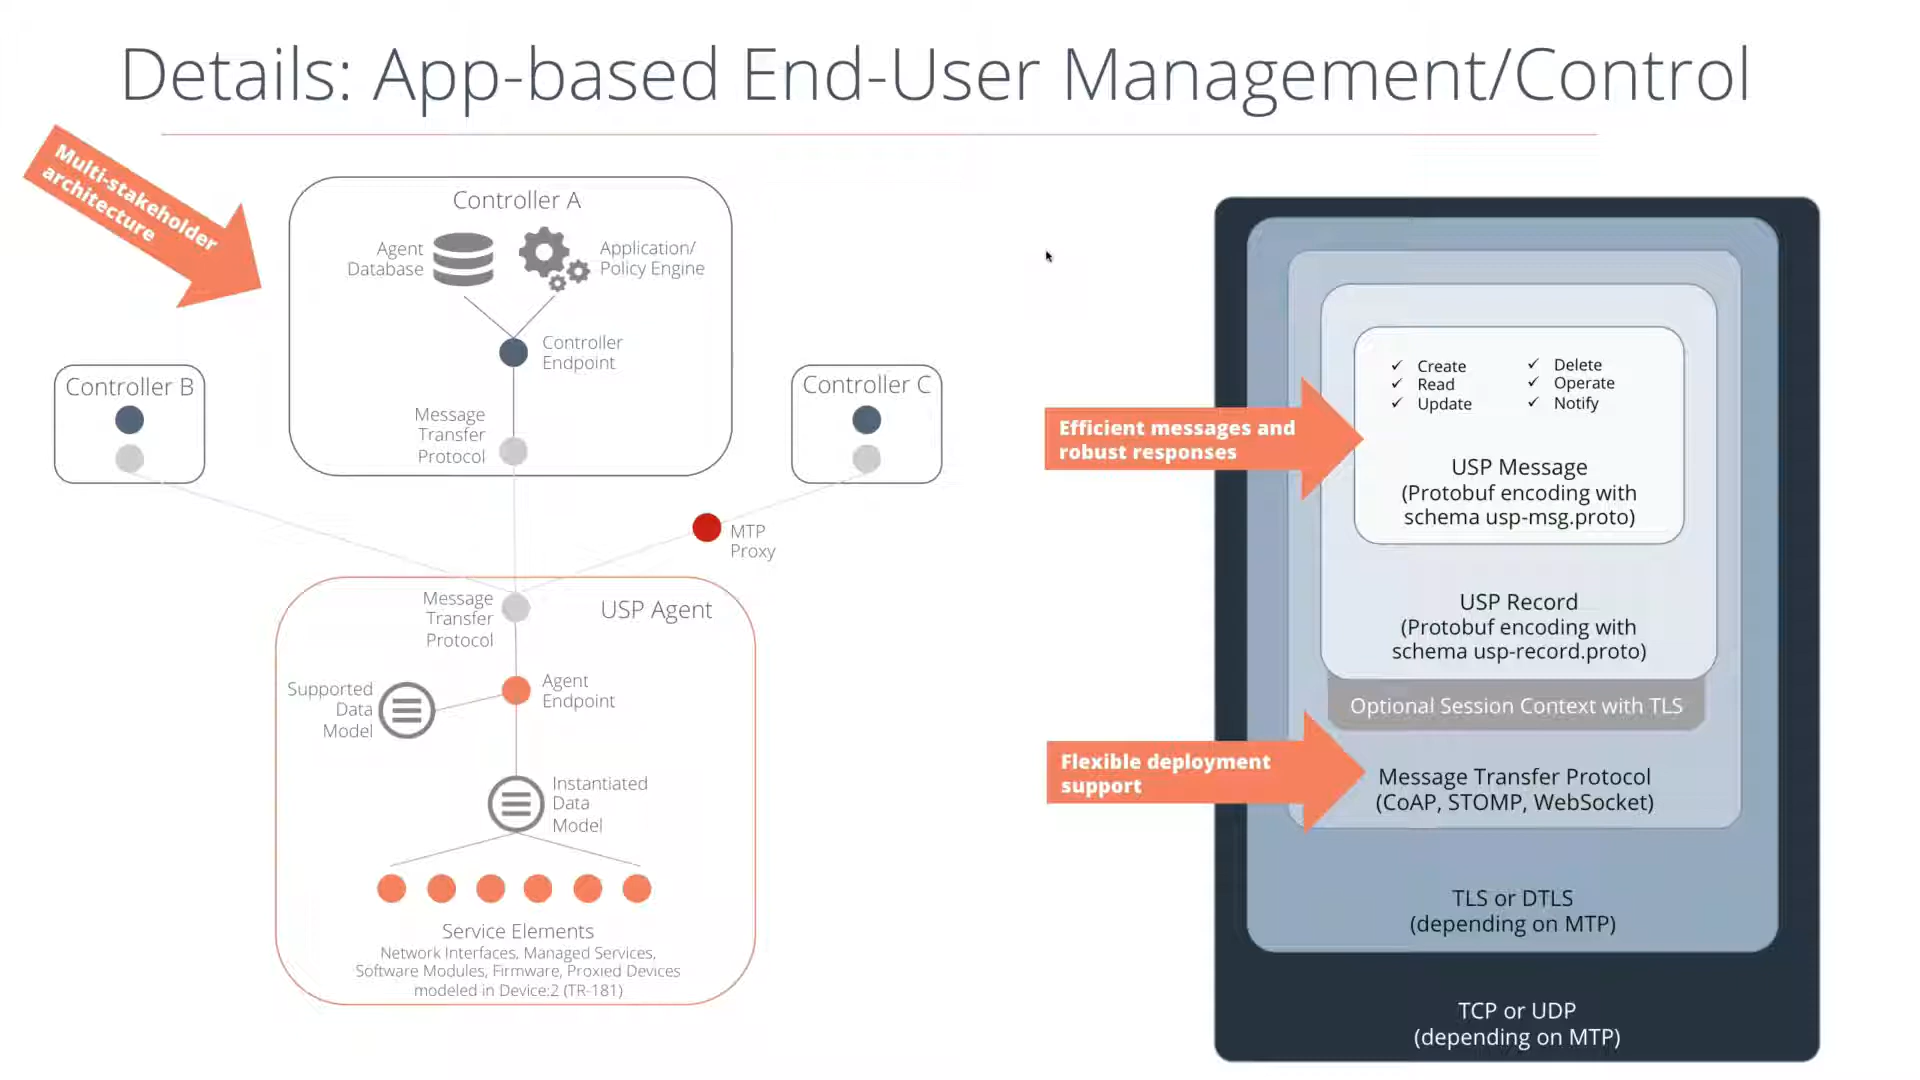 Details: App-based End-User Management/Control
Multi-stakeholder
architecture
Controller A
Agent
Database
Application/
Policy Engine
Controller
Endpoint
Message
Transfer
Protocol
Controller B
Controller C
MTP
Proxy
Message
Transfer
Protocol
USP Agent
Supported
Data
Model
Agent
Endpoint
Instantiated
Data
Model
Service Elements
Network Interfaces, Managed Services,
Software Modules, Firmware, Proxied Devices
modeled in Device:2 (TR-181)
Efficient messages and
robust responses
Flexible deployment
support
✓ Create
✓ Read
✓ Update
✓ Delete
✓ Operate
✓ Notify
USP Message
(Protobuf encoding with
schema usp-msg.proto)
USP Record
(Protobuf encoding with
schema usp-record.proto)
Optional Session Context with TLS
Message Transfer Protocol
(CoAP, STOMP, WebSocket)
TLS or DTLS
(depending on MTP)
TCP or UDP
(depending on MTP)